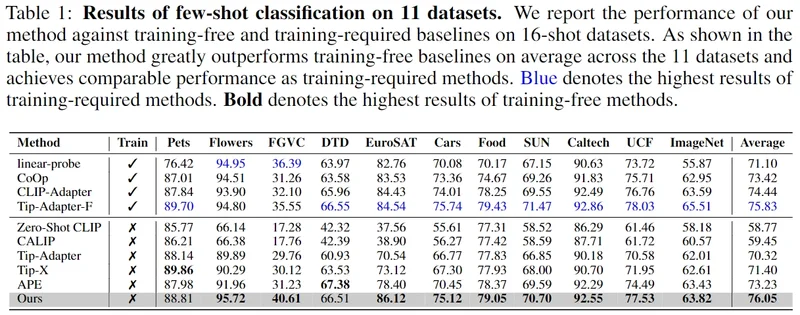 Table 1: Results of few-shot classification on 11 datasets. We report the performance of our
method against training-free and training-required baselines on 16-shot datasets. As shown in the
table, our method greatly outperforms training-free baselines on average across the 11 datasets and
achieves comparable performance as training-required methods. Blue denotes the highest results of
training-required methods. Bold denotes the highest results of training-free methods.
Method Train Pets Flowers FGVC DTD EuroSAT Cars Food SUN Caltech UCF ImageNet Average
linear-probe ✓ 76.42 94.95 36.39 63.97 82.76 70.08 70.17 67.15 90.63 73.72 55.87 71.10
CoOp ✓ 87.01 94.51 31.26 63.58 83.53 73.36 74.67 69.26 91.83 75.71 62.95 73.42
CLIP-Adapter ✓ 87.84 93.90 32.10 65.96 84.43 74.01 78.25 69.55 92.49 76.76 63.59 74.44
Tip-Adapter-F ✓ 89.70 94.80 35.55 66.55 84.54 75.74 79.43 71.47 92.86 78.03 65.51 75.83
Zero-Shot CLIP ✗ 85.77 66.14 17.28 42.32 37.56 55.61 77.31 58.52 86.29 61.46 58.18 58.77
CALIP ✗ 86.21 66.38 17.76 42.39 38.90 56.27 77.42 58.59 87.71 61.72 60.57 59.45
Tip-Adapter ✗ 88.14 89.89 29.76 60.93 70.54 66.77 77.83 66.85 90.18 70.58 62.01 70.32
Tip-X ✗ 89.86 90.29 30.12 63.53 73.12 67.30 77.93 68.00 90.70 71.95 62.61 71.40
APE ✗ 87.98 91.96 31.23 67.38 78.40 70.45 78.37 69.59 92.29 74.49 63.43 73.23
Ours ✗ 88.81 95.72 40.61 66.51 86.12 75.12 79.05 70.70 92.55 77.53 63.82 76.05